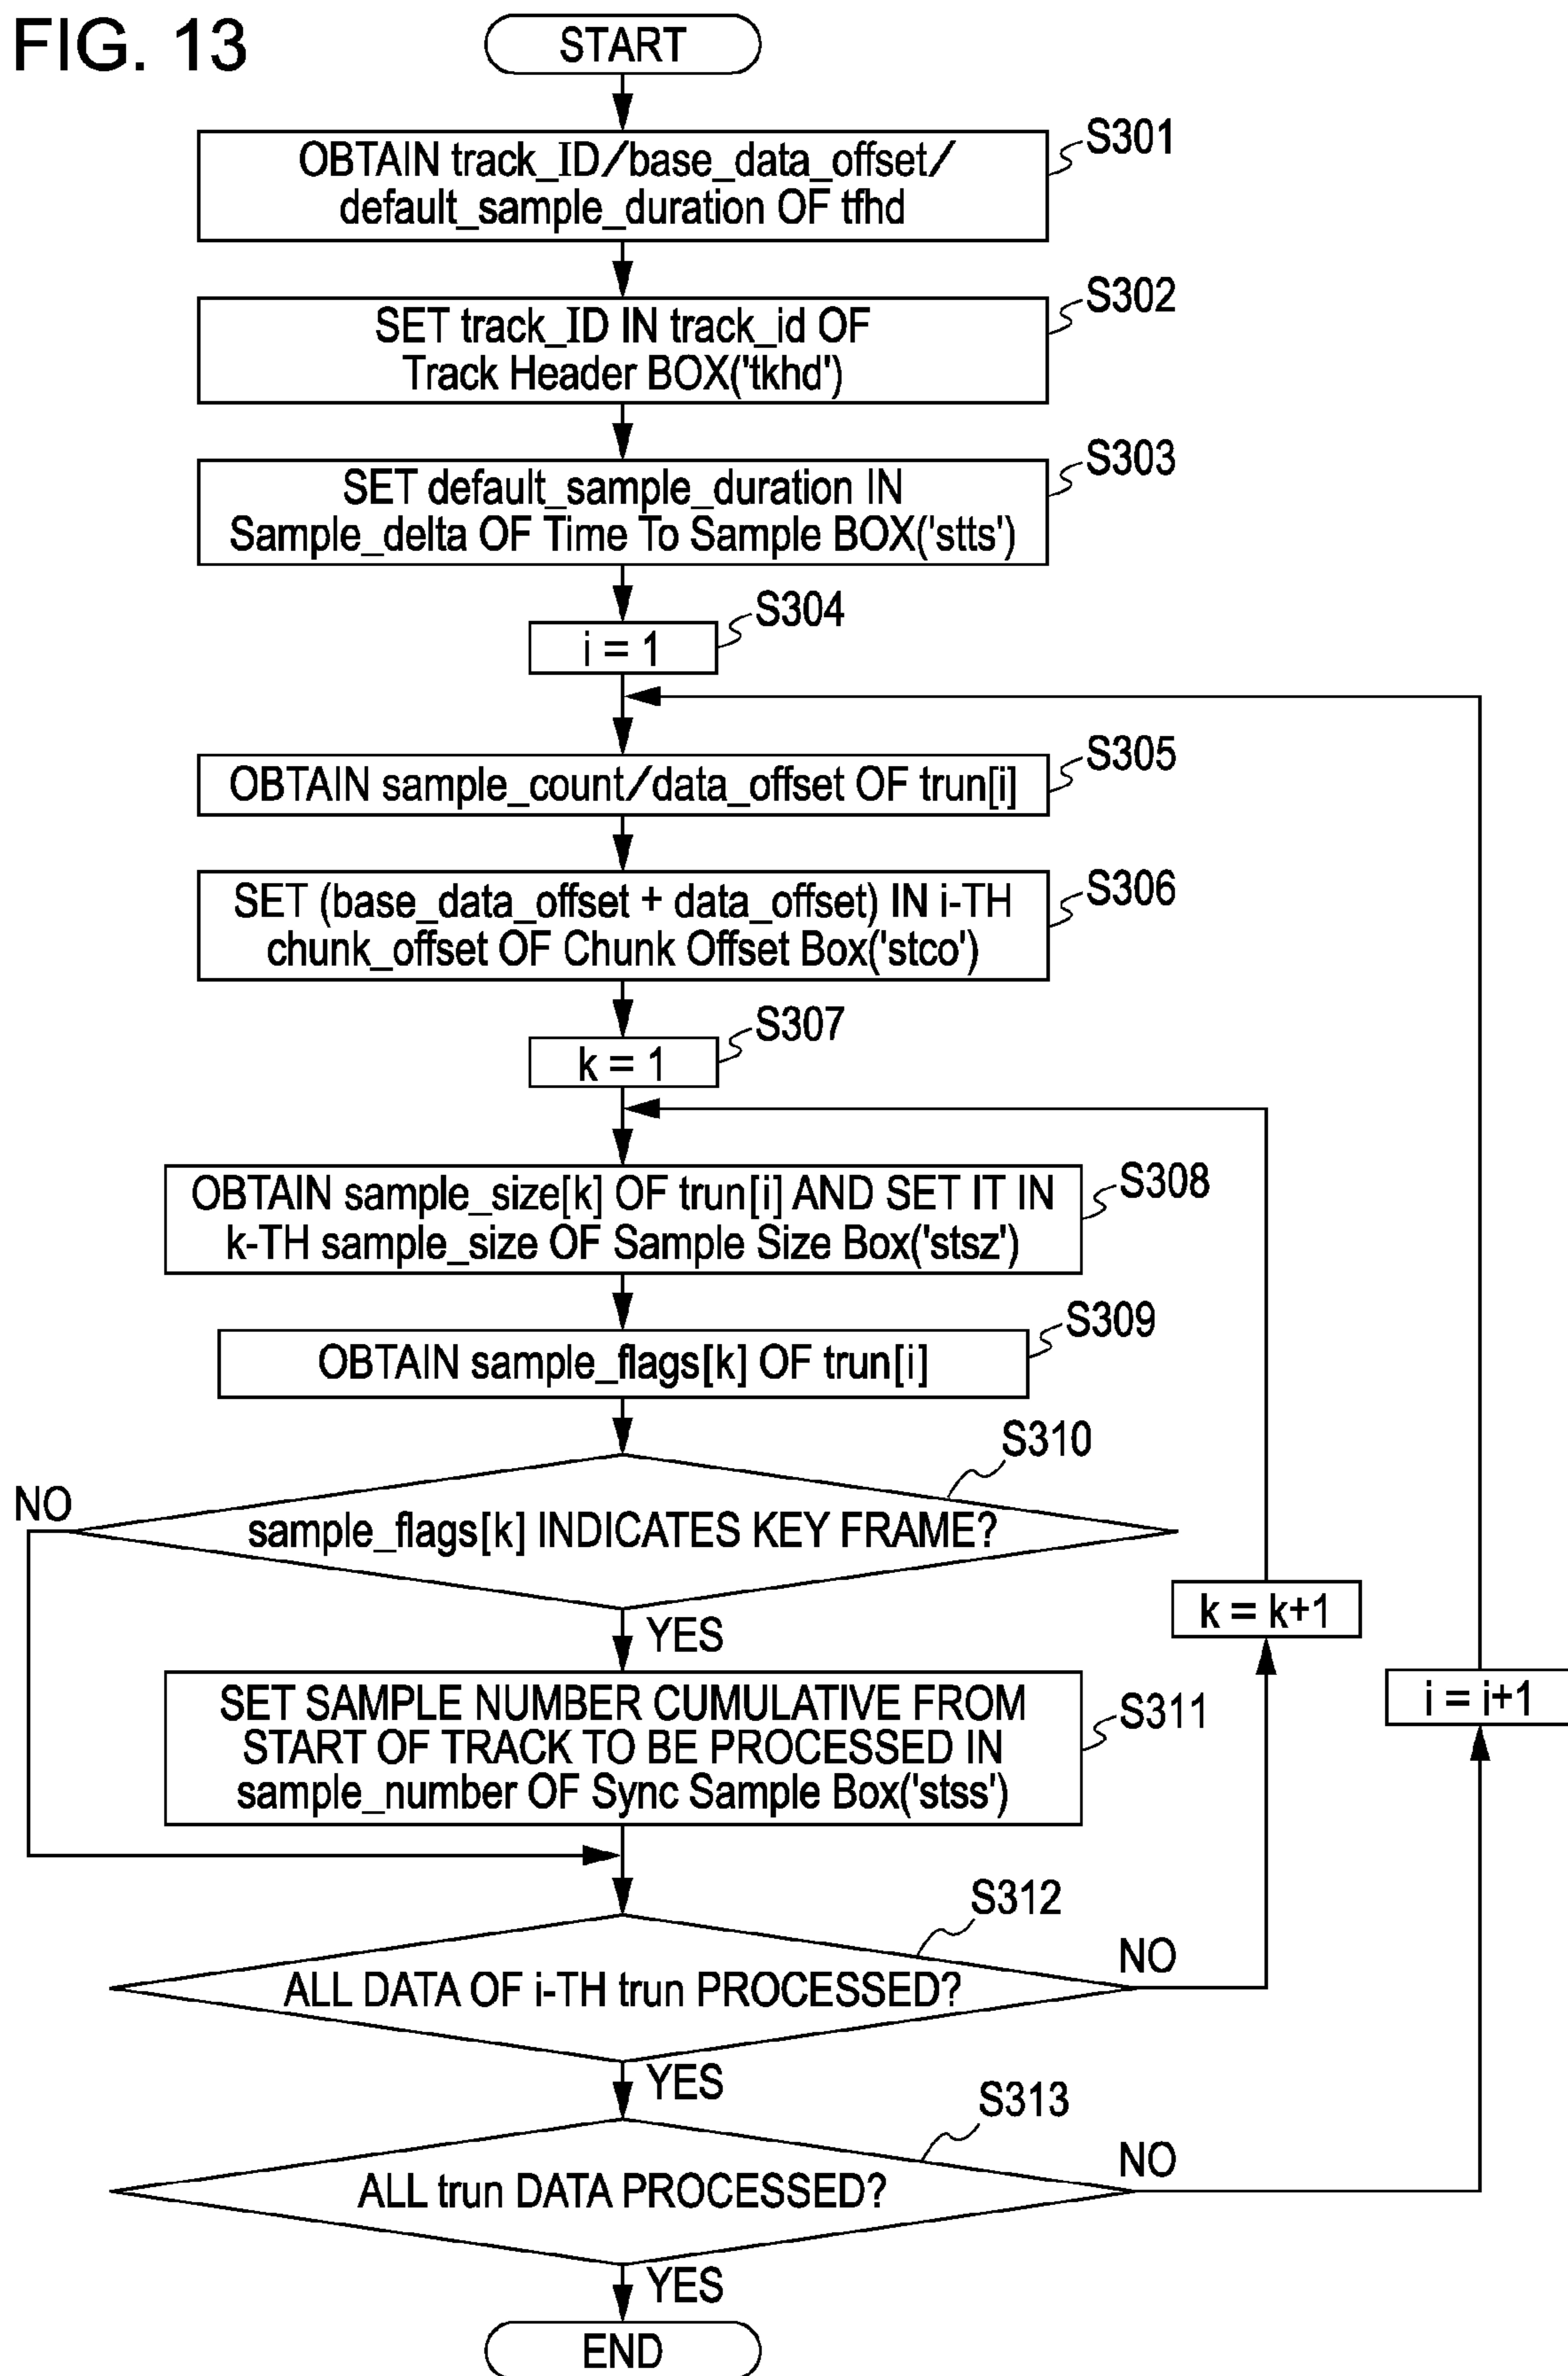 FIG. 13
START
OBTAIN track_ID/base_data_offset/
default_sample_duration OF tfhd
S301
SET track_ID IN track_id OF
Track Header BOX('tkhd')
S302
SET default_sample_duration IN
Sample_delta OF Time To Sample BOX('stts')
S303
i = 1
S304
OBTAIN sample_count/data_offset OF trun[i]
S305
SET (base_data_offset + data_offset) IN i-TH
chunk_offset OF Chunk Offset Box('stco')
S306
k = 1
S307
OBTAIN sample_size[k] OF trun[i] AND SET IT IN
k-TH sample_size OF Sample Size Box('stsz')
S308
OBTAIN sample_flags[k] OF trun[i]
S309
sample_flags[k] INDICATES KEY FRAME?
S310
NO
YES
k = k+1
SET SAMPLE NUMBER CUMULATIVE FROM
START OF TRACK TO BE PROCESSED IN
sample_number OF Sync Sample Box('stss')
S311
i = i+1
ALL DATA OF i-TH trun PROCESSED?
S312
NO
YES
ALL trun DATA PROCESSED?
S313
NO
YES
END